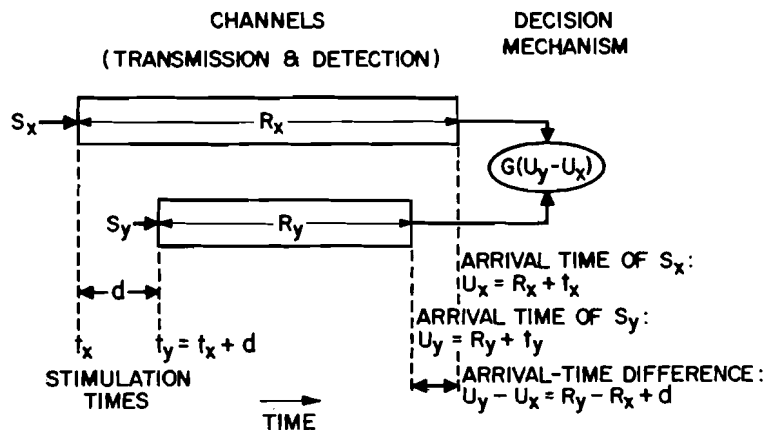 CHANNELS
(TRANSMISSION & DETECTION)
DECISION
MECHANISM
Sx
Rx
G(Uy-Ux)
Sy
Ry
d
ARRIVAL TIME OF Sx:
Ux = Rx + tx
ARRIVAL TIME OF Sy:
Uy = Ry + ty
tx
ty = tx + d
STIMULATION
TIMES
TIME
ARRIVAL-TIME DIFFERENCE:
Uy - Ux = Ry - Rx + d